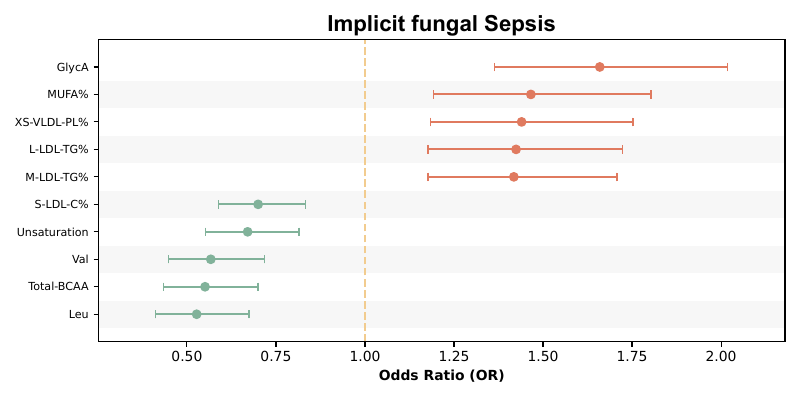 Implicit fungal Sepsis
GlycA
MUFA%
XS-VLDL-PL%
L-LDL-TG%
M-LDL-TG%
S-LDL-C%
Unsaturation
Val
Total-BCAA
Leu
0.50 0.75 1.00 1.25 1.50 1.75 2.00
Odds Ratio (OR)